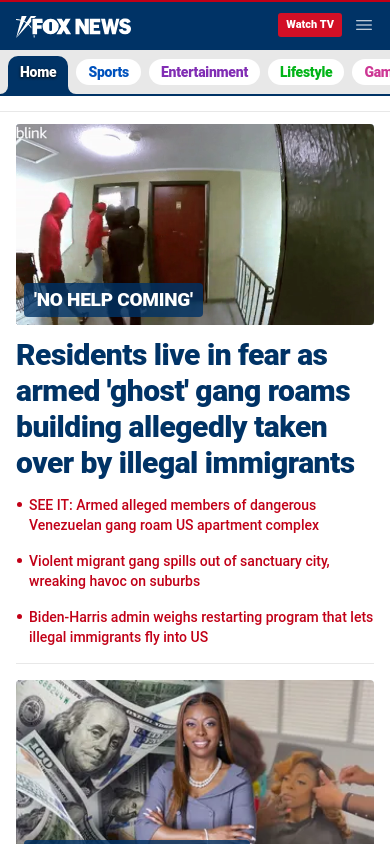 FOX NEWS
Watch TV
Home
Sports
Entertainment
Lifestyle
Gam
blink
'NO HELP COMING'
Residents live in fear as
armed 'ghost' gang roams
building allegedly taken
over by illegal immigrants
• SEE IT: Armed alleged members of dangerous
Venezuelan gang roam US apartment complex
• Violent migrant gang spills out of sanctuary city,
wreaking havoc on suburbs
• Biden-Harris admin weighs restarting program that lets
illegal immigrants fly into US